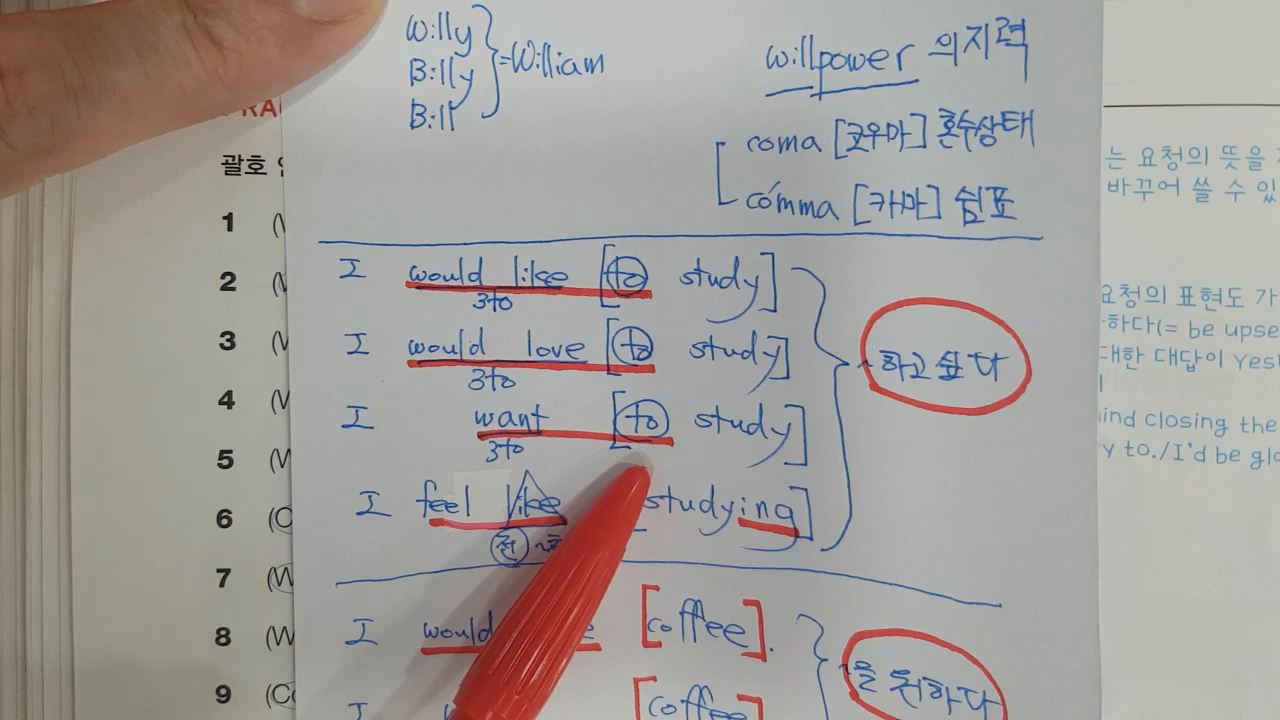 Willy
Billy
Bill
=William
willpower 의지력
coma [코우마] 혼수상태
cómma [카마] 쉼표
I would like [to study]
3to
I would love [to study]
3to
I want [to study]
3to
I feel like studying]
전
~하고 싶다
I would [coffee].
I [coffee]
~을 원하다
괄호
1
2
3
4
5
6
7
8
9
는 요청의 뜻을
바꾸어 쓸 수 있
요청의 표현도 가
하다(= be upse
대한 대답이 Yes
closing the
to./I'd be gla